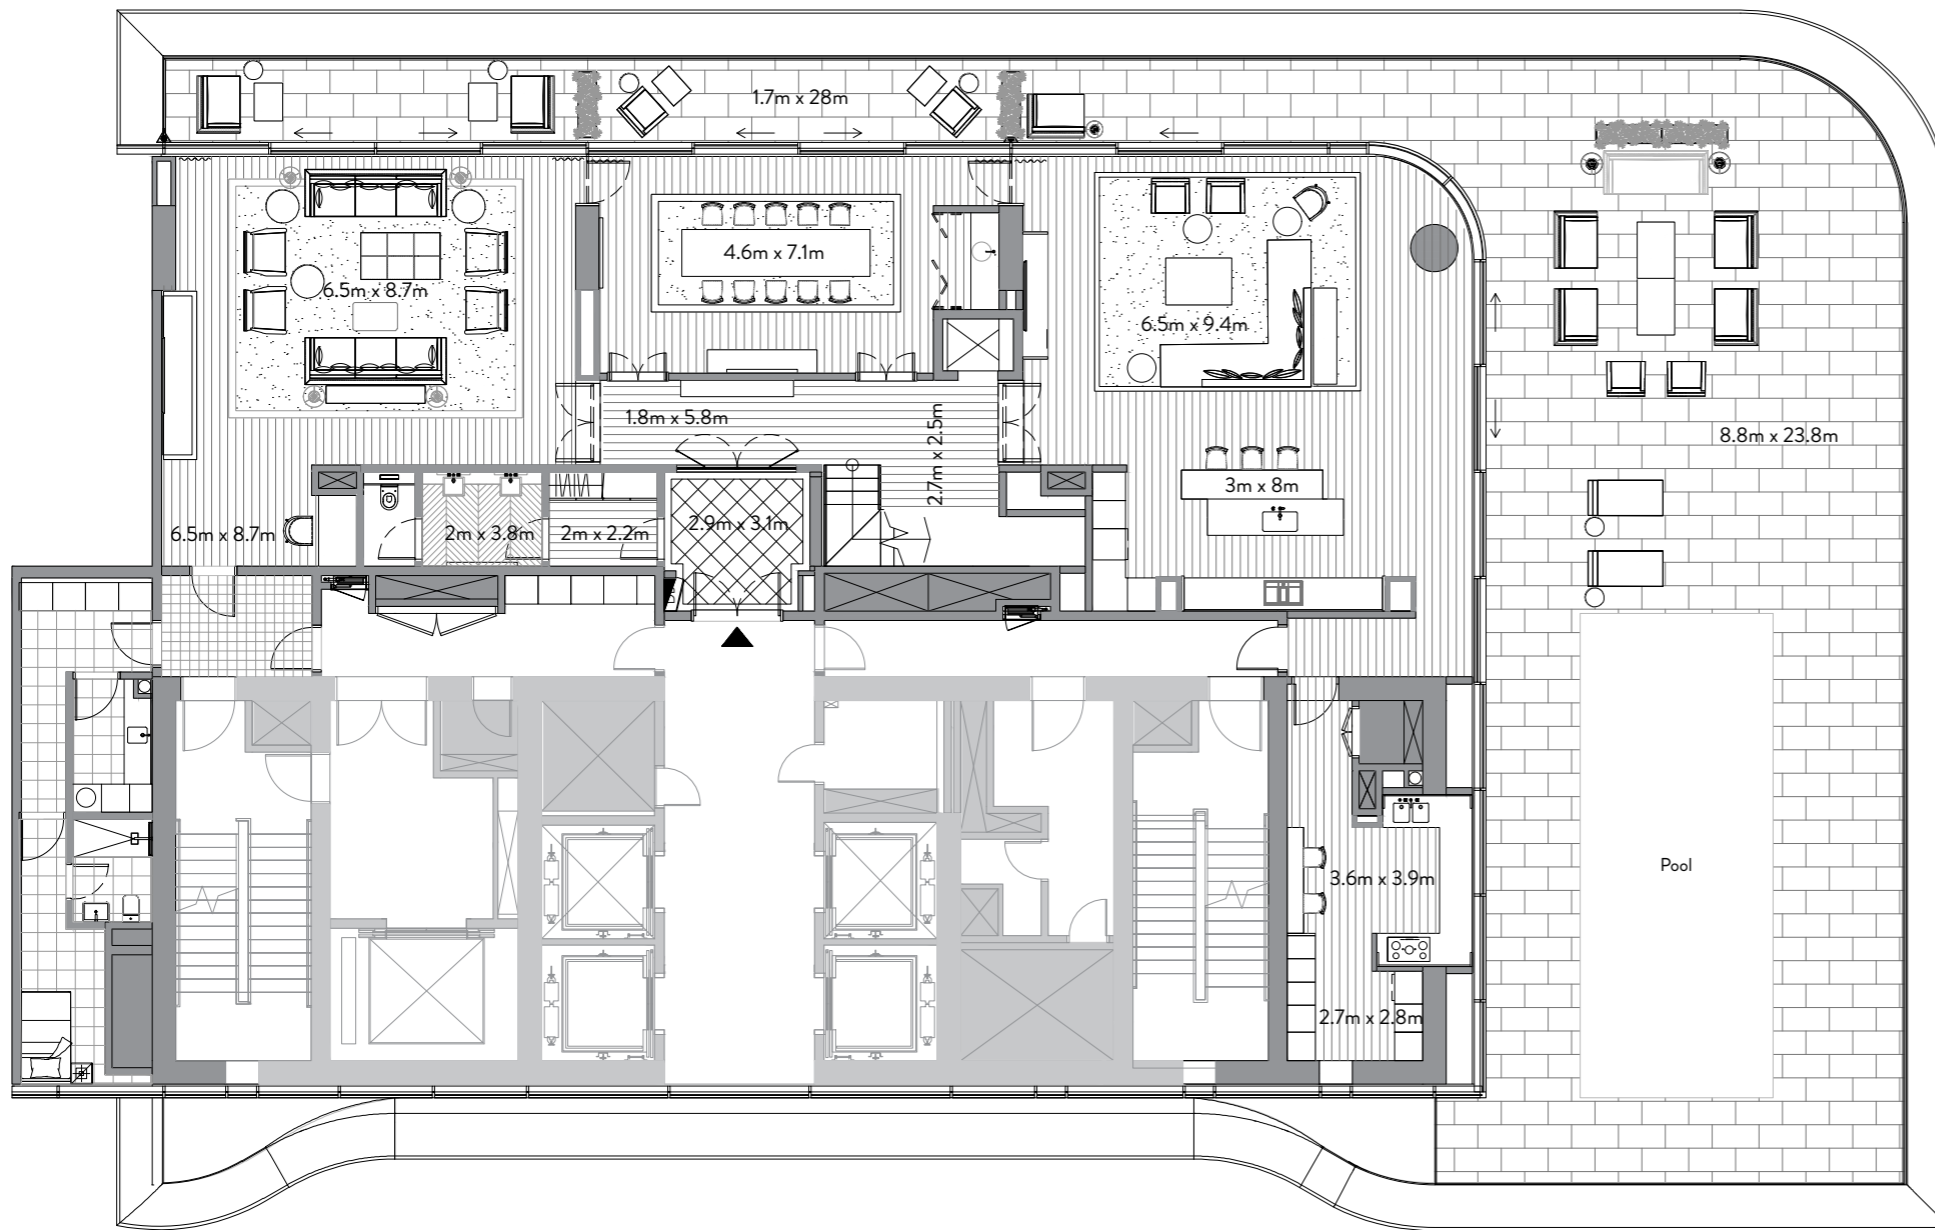 1.7m x 28m
4.6m x 7.1m
6.5m x 8.7m
6.5m x 9.4m
1.8m x 5.8m
2.7m x 2.5m
8.8m x 23.8m
3m x 8m
6.5m x 8.7m
2m x 3.8m
2m x 2.2m
2.9m x 3.1m
Pool
3.6m x 3.9m
2.7m x 2.8m